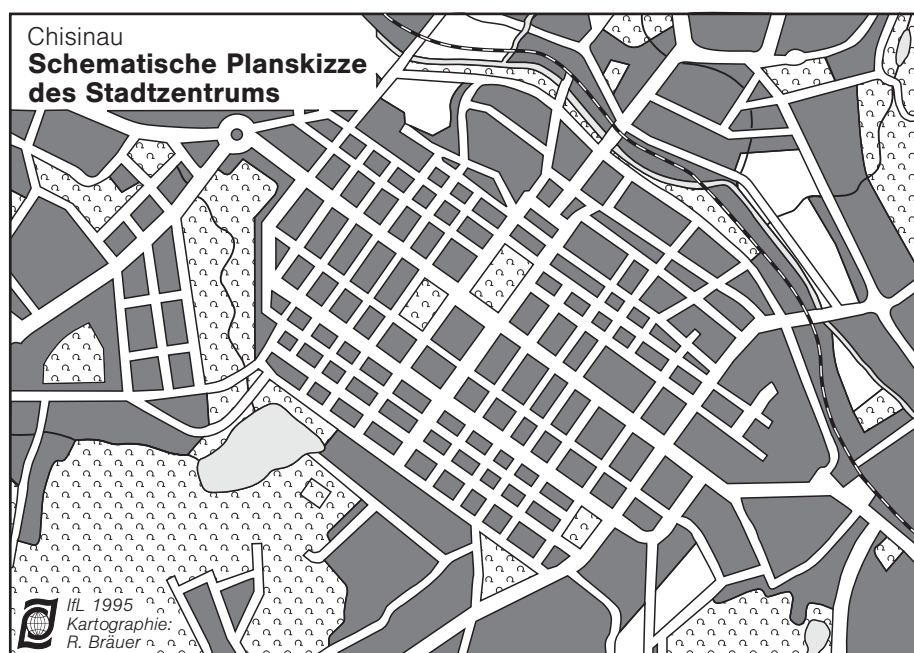 Chisinau
Schematische Planskizze
des Stadtzentrums
IfL 1995
Kartographie:
R. Bräuer